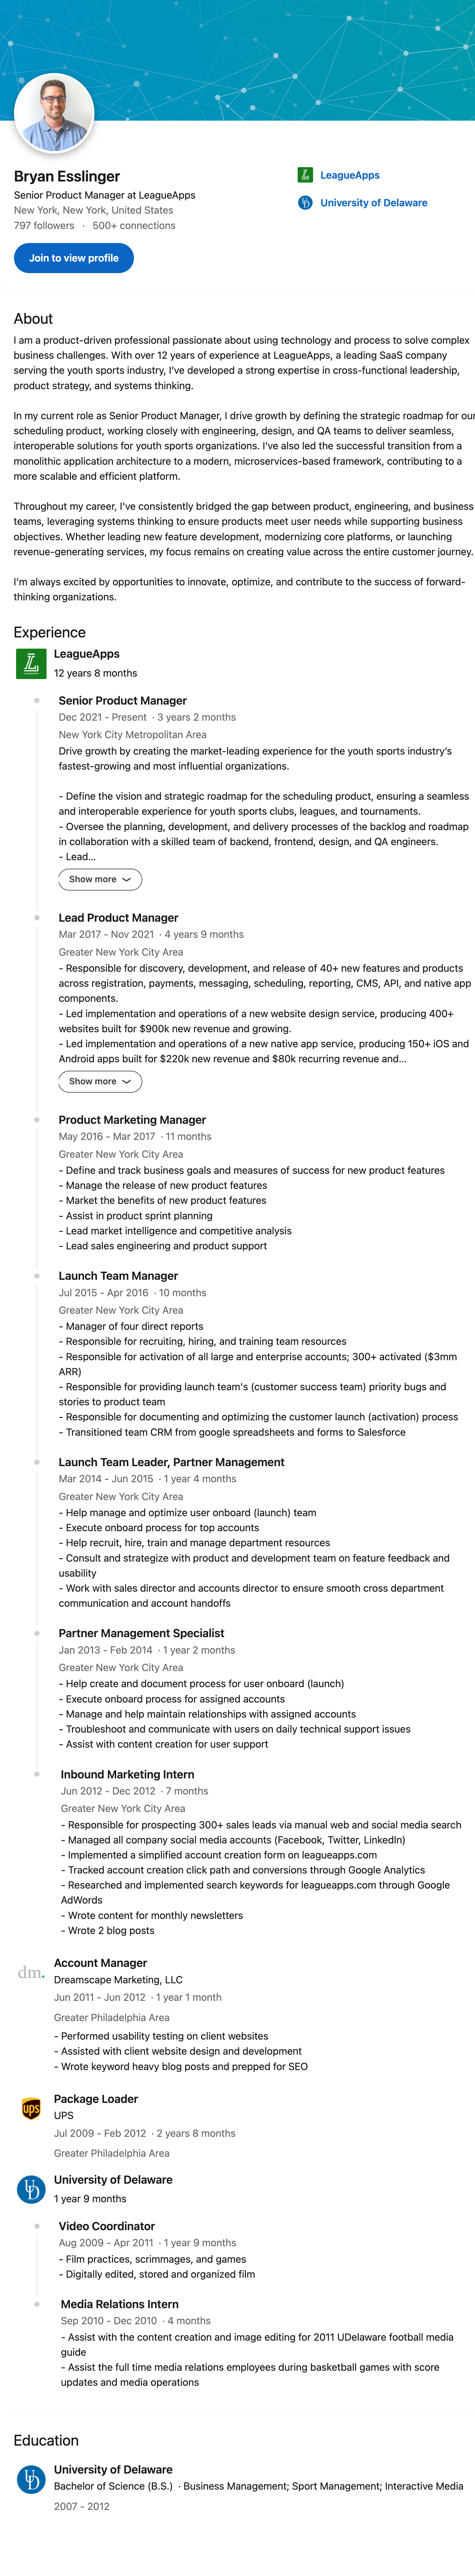 Bryan Esslinger
Senior Product Manager at LeagueApps
New York, New York, United States
797 followers · 500+ connections
Join to view profile
LeagueApps
University of Delaware
About
I am a product-driven professional passionate about using technology and process to solve complex
business challenges. With over 12 years of experience at LeagueApps, a leading SaaS company
serving the youth sports industry, I've developed a strong expertise in cross-functional leadership,
product strategy, and systems thinking.
In my current role as Senior Product Manager, I drive growth by defining the strategic roadmap for our
scheduling product, working closely with engineering, design, and QA teams to deliver seamless,
interoperable solutions for youth sports organizations. I've also led the successful transition from a
monolithic application architecture to a modern, microservices-based framework, contributing to a
more scalable and efficient platform.
Throughout my career, I've consistently bridged the gap between product, engineering, and business
teams, leveraging systems thinking to ensure products meet user needs while supporting business
objectives. Whether leading new feature development, modernizing core platforms, or launching
revenue-generating services, my focus remains on creating value across the entire customer journey.
I'm always excited by opportunities to innovate, optimize, and contribute to the success of forward-
thinking organizations.
Experience
LeagueApps
12 years 8 months
Senior Product Manager
Dec 2021 - Present · 3 years 2 months
New York City Metropolitan Area
Drive growth by creating the market-leading experience for the youth sports industry's
fastest-growing and most influential organizations.
- Define the vision and strategic roadmap for the scheduling product, ensuring a seamless
and interoperable experience for youth sports clubs, leagues, and tournaments.
- Oversee the planning, development, and delivery processes of the backlog and roadmap
in collaboration with a skilled team of backend, frontend, design, and QA engineers.
- Lead...
Show more
Lead Product Manager
Mar 2017 - Nov 2021 · 4 years 9 months
Greater New York City Area
- Responsible for discovery, development, and release of 40+ new features and products
across registration, payments, messaging, scheduling, reporting, CMS, API, and native app
components.
- Led implementation and operations of a new website design service, producing 400+
websites built for $900k new revenue and growing.
- Led implementation and operations of a new native app service, producing 150+ iOS and
Android apps built for $220k new revenue and $80k recurring revenue and...
Show more
Product Marketing Manager
May 2016 - Mar 2017 · 11 months
Greater New York City Area
- Define and track business goals and measures of success for new product features
- Manage the release of new product features
- Market the benefits of new product features
- Assist in product sprint planning
- Lead market intelligence and competitive analysis
- Lead sales engineering and product support
Launch Team Manager
Jul 2015 - Apr 2016 · 10 months
Greater New York City Area
- Manager of four direct reports
- Responsible for recruiting, hiring, and training team resources
- Responsible for activation of all large and enterprise accounts; 300+ activated ($3mm
ARR)
- Responsible for providing launch team's (customer success team) priority bugs and
stories to product team
- Responsible for documenting and optimizing the customer launch (activation) process
- Transitioned team CRM from google spreadsheets and forms to Salesforce
Launch Team Leader, Partner Management
Mar 2014 - Jun 2015 · 1 year 4 months
Greater New York City Area
- Help manage and optimize user onboard (launch) team
- Execute onboard process for top accounts
- Help recruit, hire, train and manage department resources
- Consult and strategize with product and development team on feature feedback and
usability
- Work with sales director and accounts director to ensure smooth cross department
communication and account handoffs
Partner Management Specialist
Jan 2013 - Feb 2014 · 1 year 2 months
Greater New York City Area
- Help create and document process for user onboard (launch)
- Execute onboard process for assigned accounts
- Manage and help maintain relationships with assigned accounts
- Troubleshoot and communicate with users on daily technical support issues
- Assist with content creation for user support
Inbound Marketing Intern
Jun 2012 - Dec 2012 · 7 months
Greater New York City Area
- Responsible for prospecting 300+ sales leads via manual web and social media search
- Managed all company social media accounts (Facebook, Twitter, LinkedIn)
- Implemented a simplified account creation form on leagueapps.com
- Tracked account creation click path and conversions through Google Analytics
- Researched and implemented search keywords for leagueapps.com through Google
AdWords
- Wrote content for monthly newsletters
- Wrote 2 blog posts
dm.
Account Manager
Dreamscape Marketing, LLC
Jun 2011 - Jun 2012 · 1 year 1 month
Greater Philadelphia Area
- Performed usability testing on client websites
- Assisted with client website design and development
- Wrote keyword heavy blog posts and prepped for SEO
ups
Package Loader
UPS
Jul 2009 - Feb 2012 · 2 years 8 months
Greater Philadelphia Area
University of Delaware
1 year 9 months
Video Coordinator
Aug 2009 - Apr 2011 · 1 year 9 months
- Film practices, scrimmages, and games
- Digitally edited, stored and organized film
Media Relations Intern
Sep 2010 - Dec 2010 · 4 months
- Assist with the content creation and image editing for 2011 UDelaware football media
guide
- Assist the full time media relations employees during basketball games with score
updates and media operations
Education
University of Delaware
Bachelor of Science (B.S.) · Business Management; Sport Management; Interactive Media
2007 - 2012